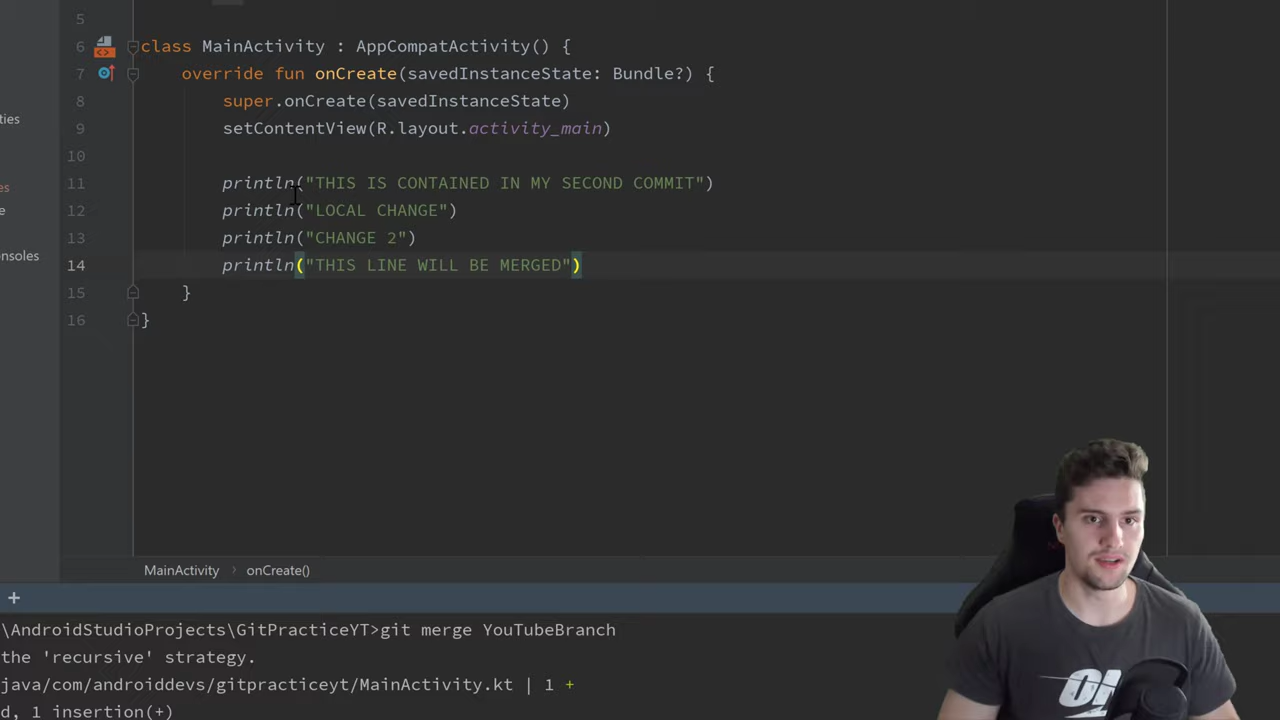 5
6 class MainActivity : AppCompatActivity() {
7 override fun onCreate(savedInstanceState: Bundle?) {
8 super.onCreate(savedInstanceState)
9 setContentView(R.layout.activity_main)
10
11 println("THIS IS CONTAINED IN MY SECOND COMMIT")
12 println("LOCAL CHANGE")
13 println("CHANGE 2")
14 println("THIS LINE WILL BE MERGED")
15 }
16 }
ties
es
e
onsoles
MainActivity > onCreate()
+
\AndroidStudioProjects\GitPracticeYT>git merge YouTubeBranch
the 'recursive' strategy.
java/com/androiddevs/gitpracticeyt/MainActivity.kt | 1 +
d, 1 insertion(+)